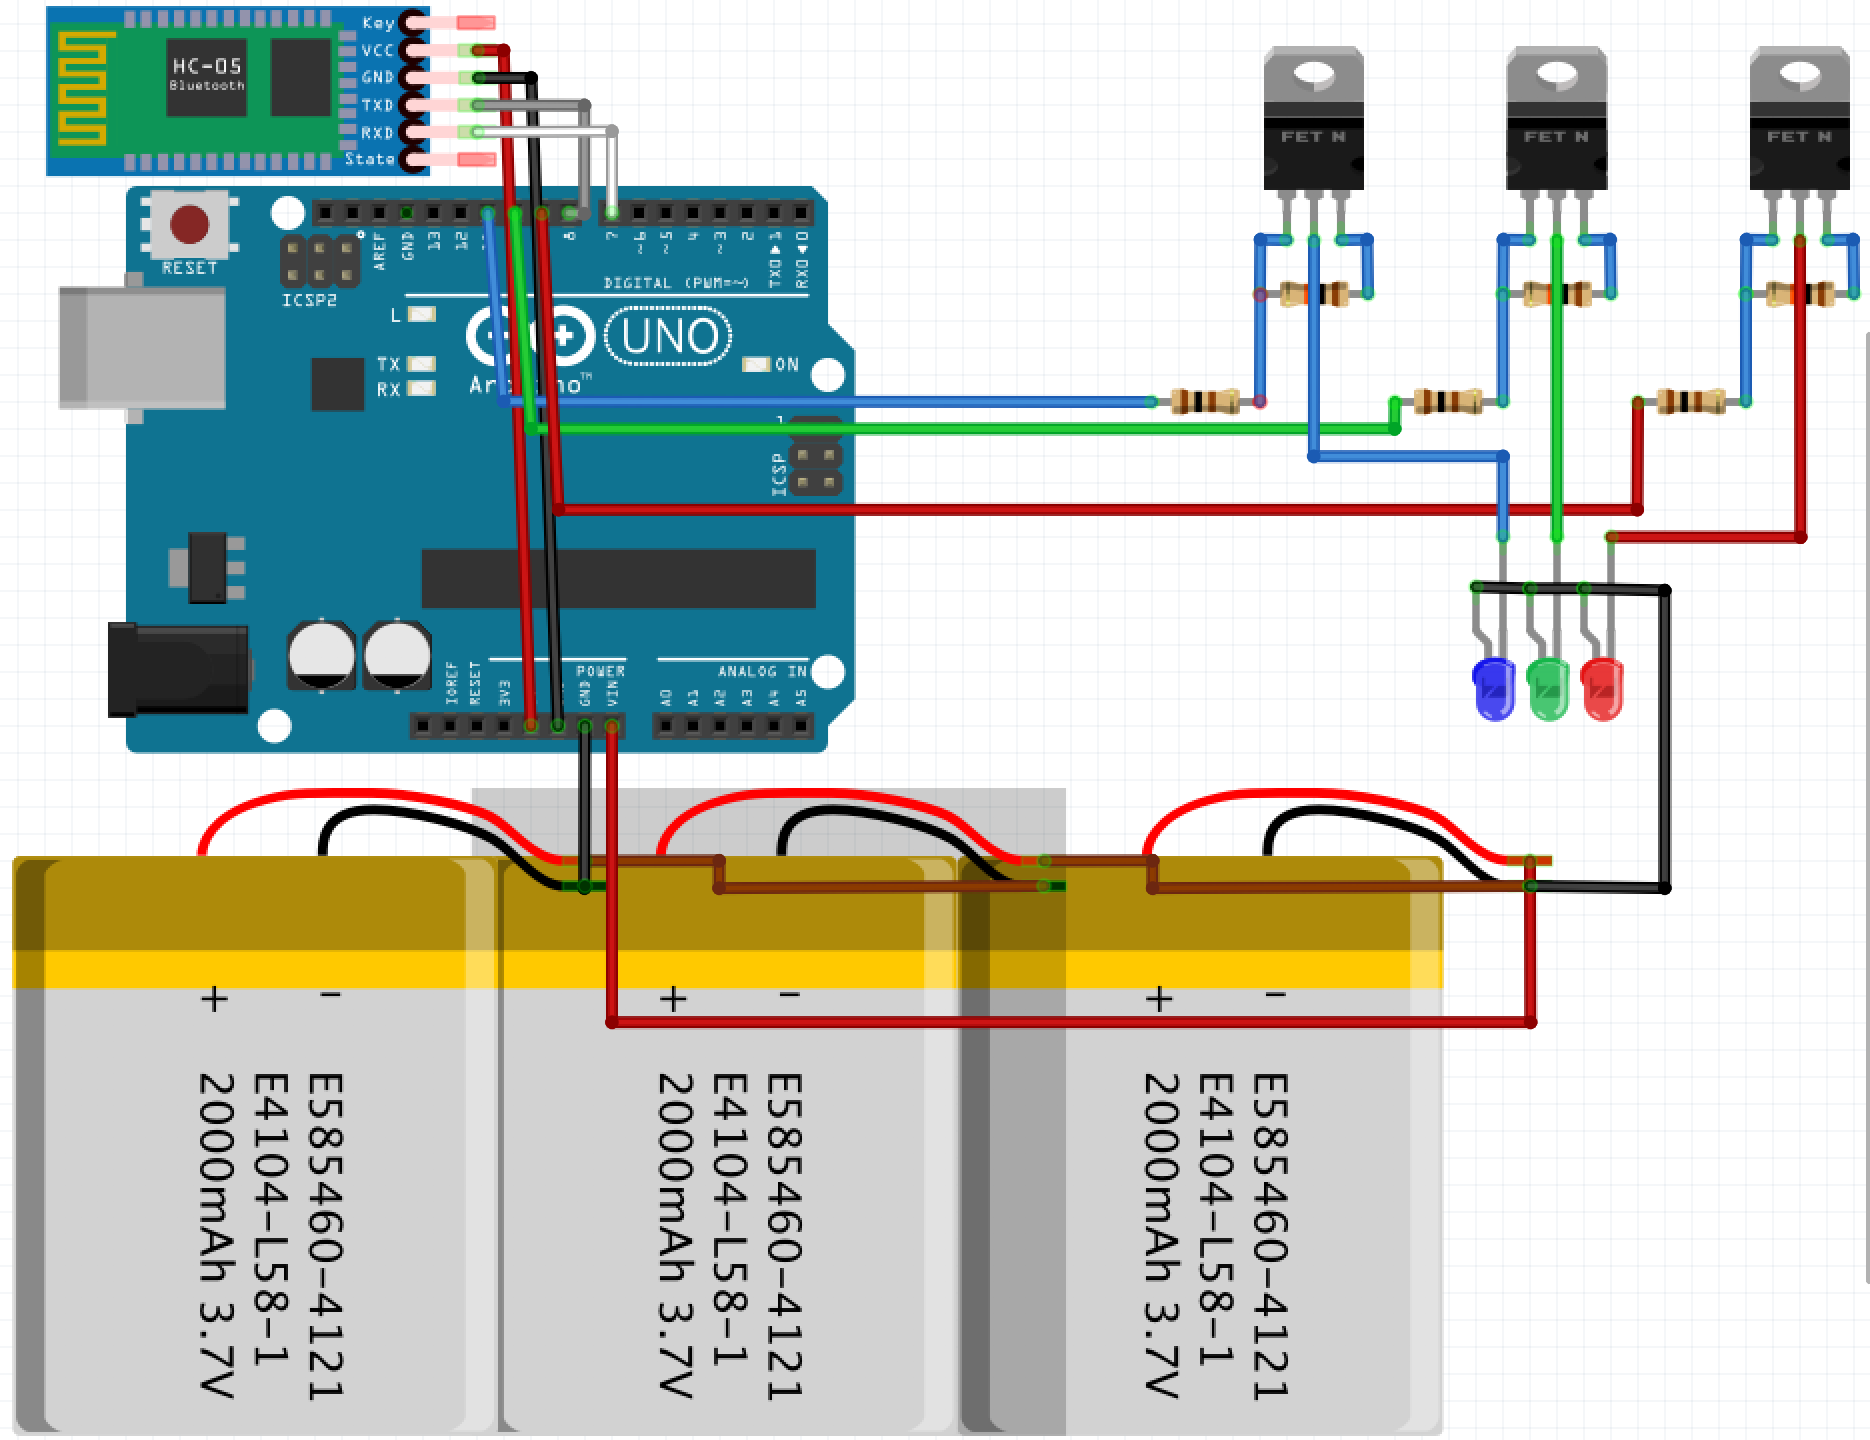 Key
VCC
GND
TXD
RXD
State
HC-05
Bluetooth
FET N
FET N
FET N
RESET
ICSP2
AREF
GND
13
12
8
7
~6
~5
4
~3
2
TX0▶1
RX0◀0
DIGITAL (PWM=~)
L
TX
RX
UNO
ON
™
1
ICSP
IOREF
RESET
3V3
GND
VIN
POWER
ANALOG IN
A0
A1
A2
A3
A4
A5
+ -
E585460-4121
E4104-L58-1
2000mAh 3.7V
+ -
E585460-4121
E4104-L58-1
2000mAh 3.7V
+ -
E585460-4121
E4104-L58-1
2000mAh 3.7V